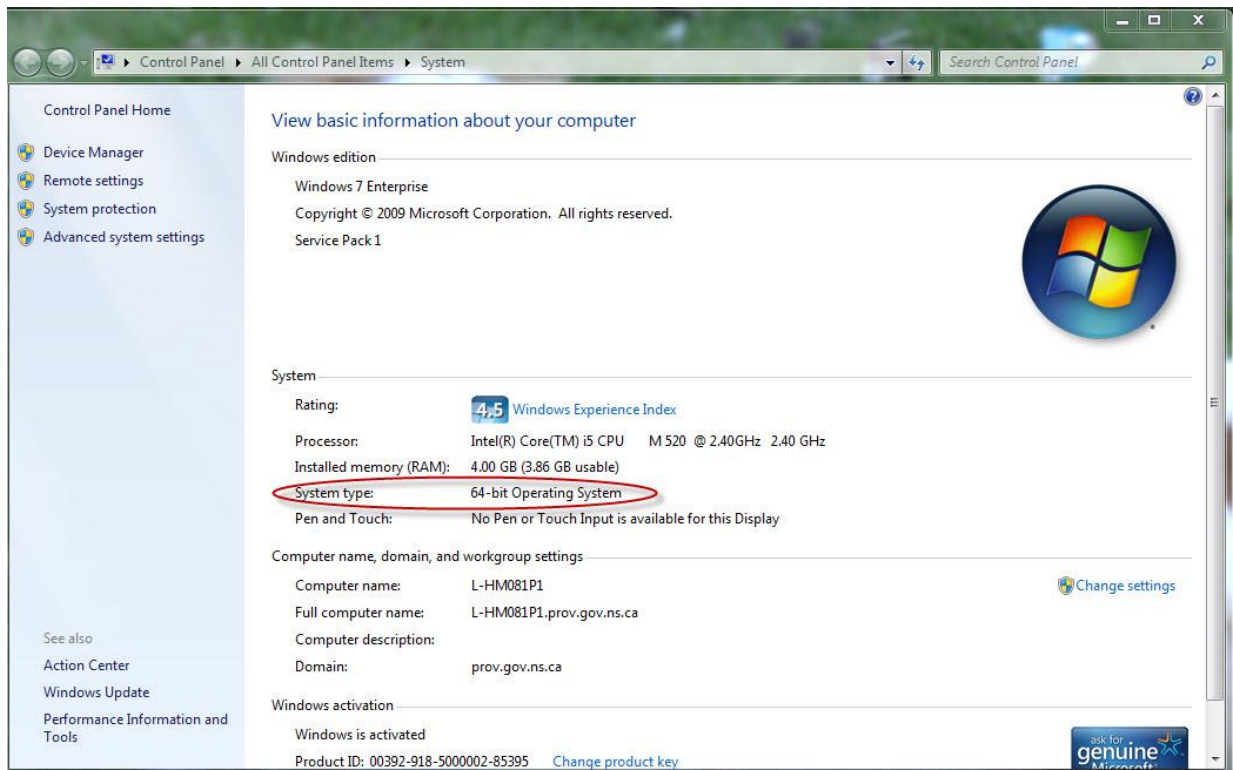 Control Panel ▸ All Control Panel Items ▸ System
Search Control Panel
Control Panel Home
Device Manager
Remote settings
System protection
Advanced system settings
See also
Action Center
Windows Update
Performance Information and
Tools
View basic information about your computer
Windows edition
Windows 7 Enterprise
Copyright © 2009 Microsoft Corporation. All rights reserved.
Service Pack 1
System
Rating: 4,5 Windows Experience Index
Processor: Intel(R) Core(TM) i5 CPU M 520 @ 2.40GHz 2.40 GHz
Installed memory (RAM): 4.00 GB (3.86 GB usable)
System type: 64-bit Operating System
Pen and Touch: No Pen or Touch Input is available for this Display
Computer name, domain, and workgroup settings
Computer name: L-HM081P1
Change settings
Full computer name: L-HM081P1.prov.gov.ns.ca
Computer description:
Domain: prov.gov.ns.ca
Windows activation
Windows is activated
Product ID: 00392-918-5000002-85395 Change product key
ask for
genuine
Microsoft